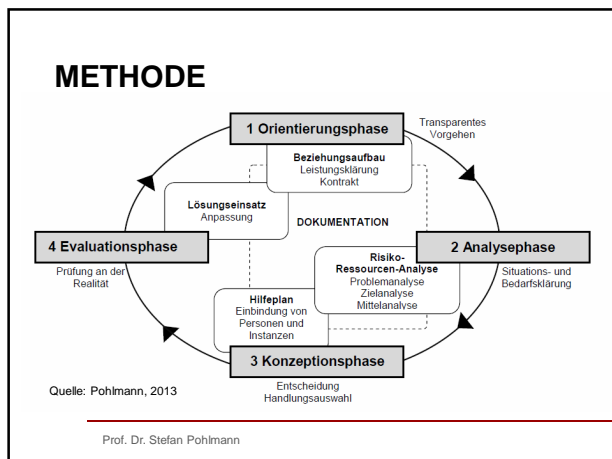 METHODE
1 Orientierungsphase
Transparentes
Vorgehen
Beziehungsaufbau
Leistungsklärung
Kontrakt
Lösungseinsatz
Anpassung
DOKUMENTATION
4 Evaluationsphase
Prüfung an der
Realität
2 Analysephase
Situations- und
Bedarfsklärung
Risiko-
Ressourcen-Analyse
Problemanalyse
Zielanalyse
Mittelanalyse
Hilfeplan
Einbindung von
Personen und
Instanzen
3 Konzeptionsphase
Entscheidung
Handlungsauswahl
Quelle: Pohlmann, 2013
Prof. Dr. Stefan Pohlmann